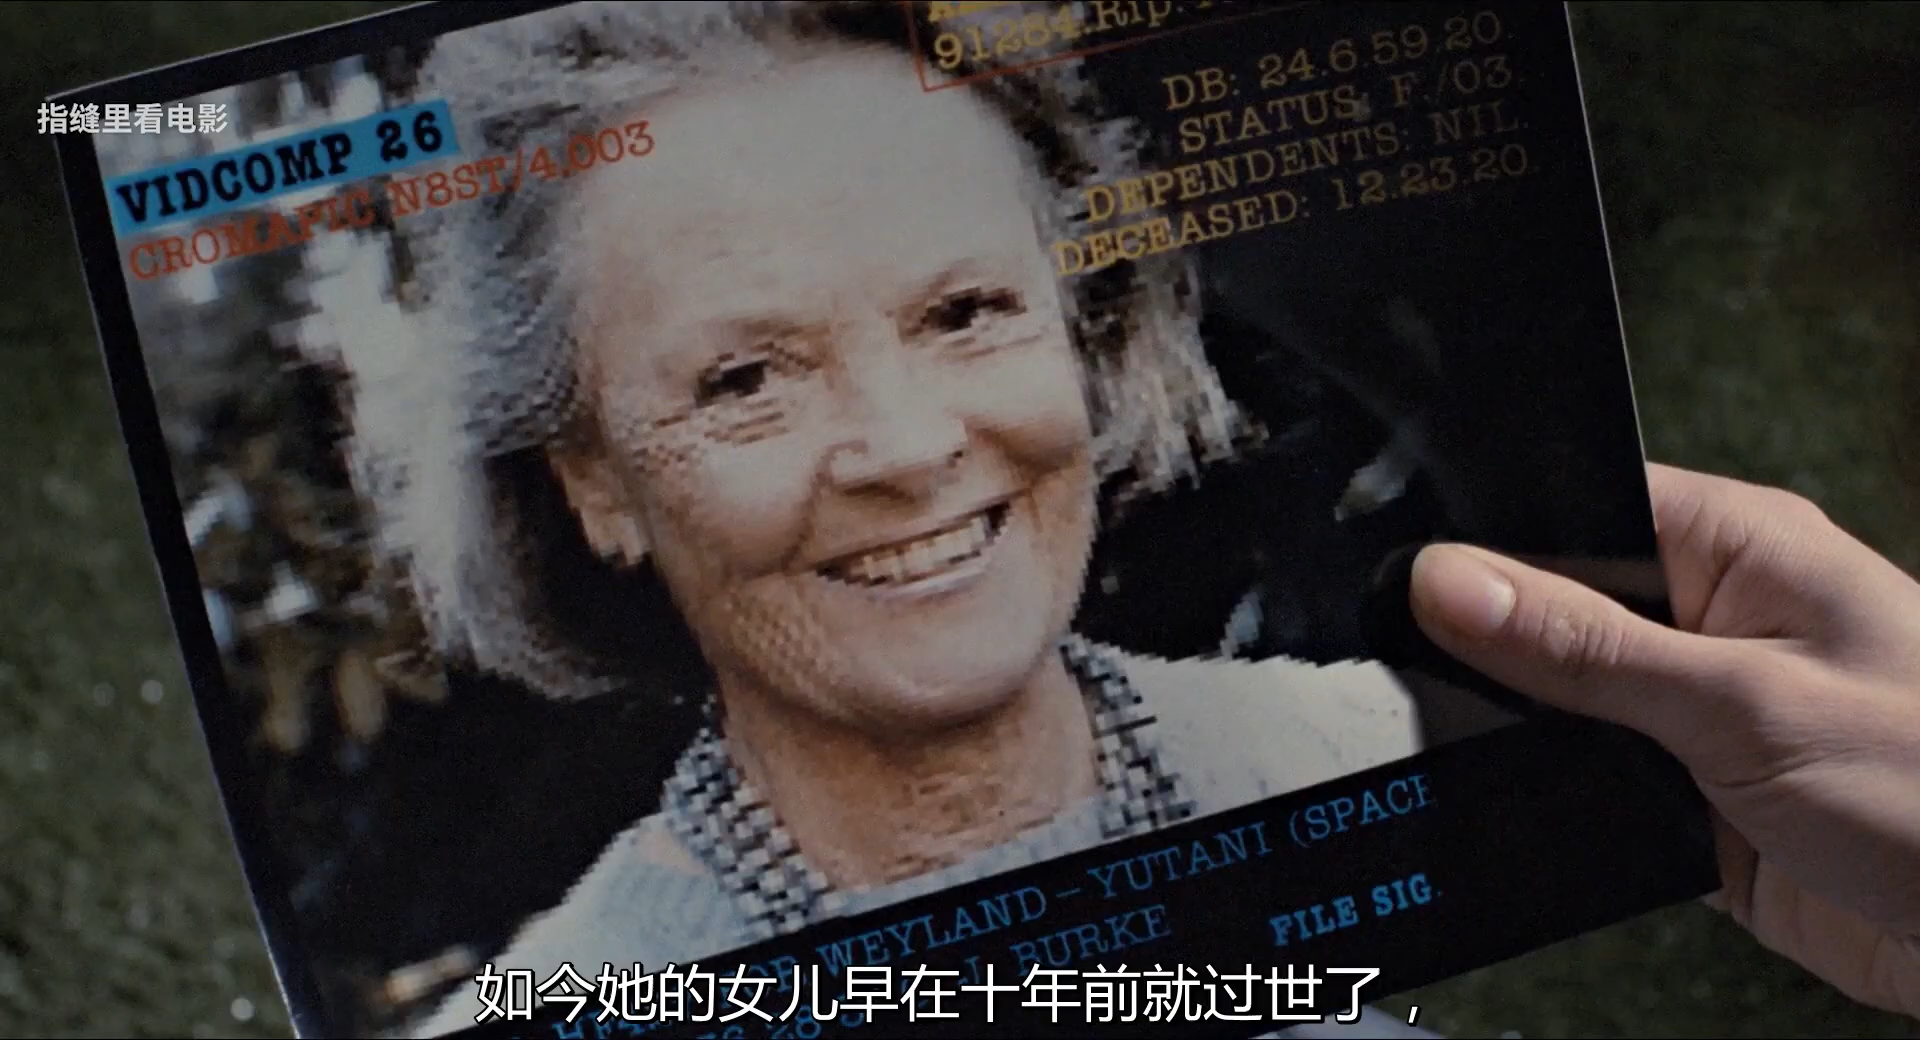 91284.Rip.
DB: 24.6.59.20.
STATUS: F./03.
DEPENDENTS: NIL.
DECEASED: 12.23.20.
指缝里看电影
VIDCOMP 26
CROMAPIC N8ST/4.003
WEYLAND-YUTANI (SPACE
J. BURKE
FILE SIG.
如今她的女儿早在十年前就过世了，